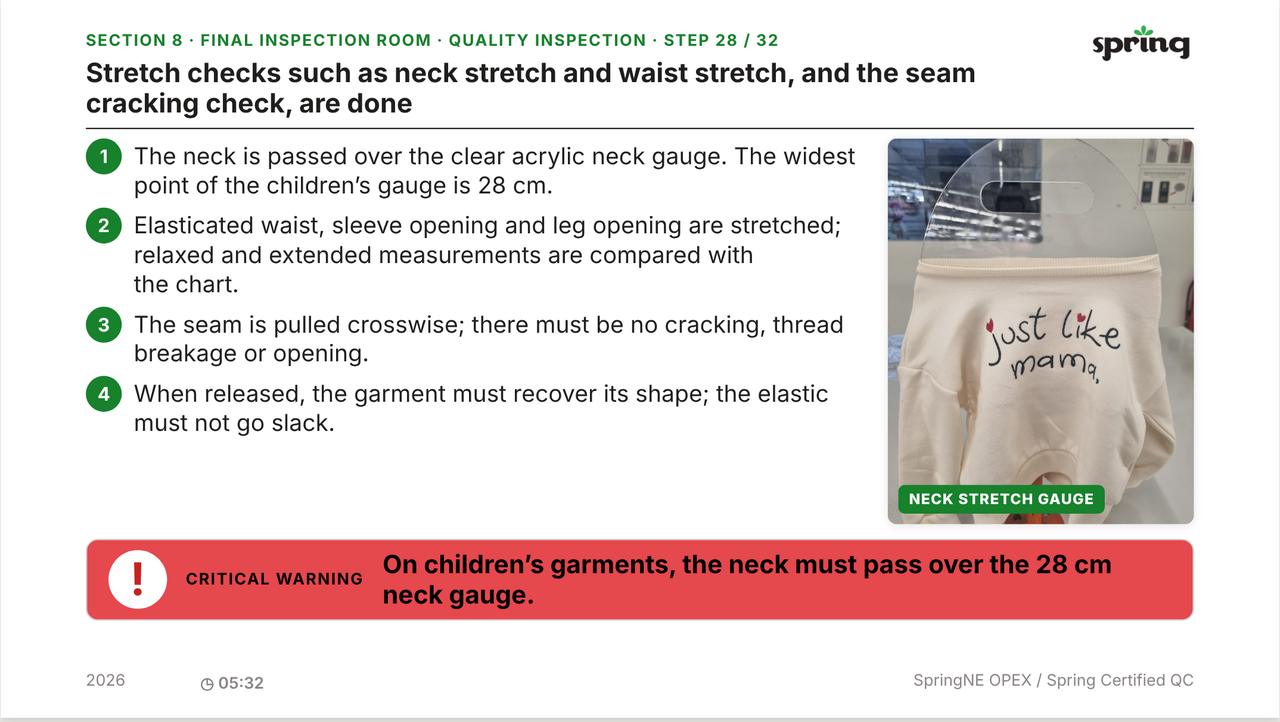 SECTION 8 · FINAL INSPECTION ROOM · QUALITY INSPECTION · STEP 28 / 32
spring
Stretch checks such as neck stretch and waist stretch, and the seam
cracking check, are done
1 The neck is passed over the clear acrylic neck gauge. The widest
point of the children’s gauge is 28 cm.
2 Elasticated waist, sleeve opening and leg opening are stretched;
relaxed and extended measurements are compared with
the chart.
3 The seam is pulled crosswise; there must be no cracking, thread
breakage or opening.
4 When released, the garment must recover its shape; the elastic
must not go slack.
just like
mama,
NECK STRETCH GAUGE
! CRITICAL WARNING
On children’s garments, the neck must pass over the 28 cm
neck gauge.
2026
05:32
SpringNE OPEX / Spring Certified QC